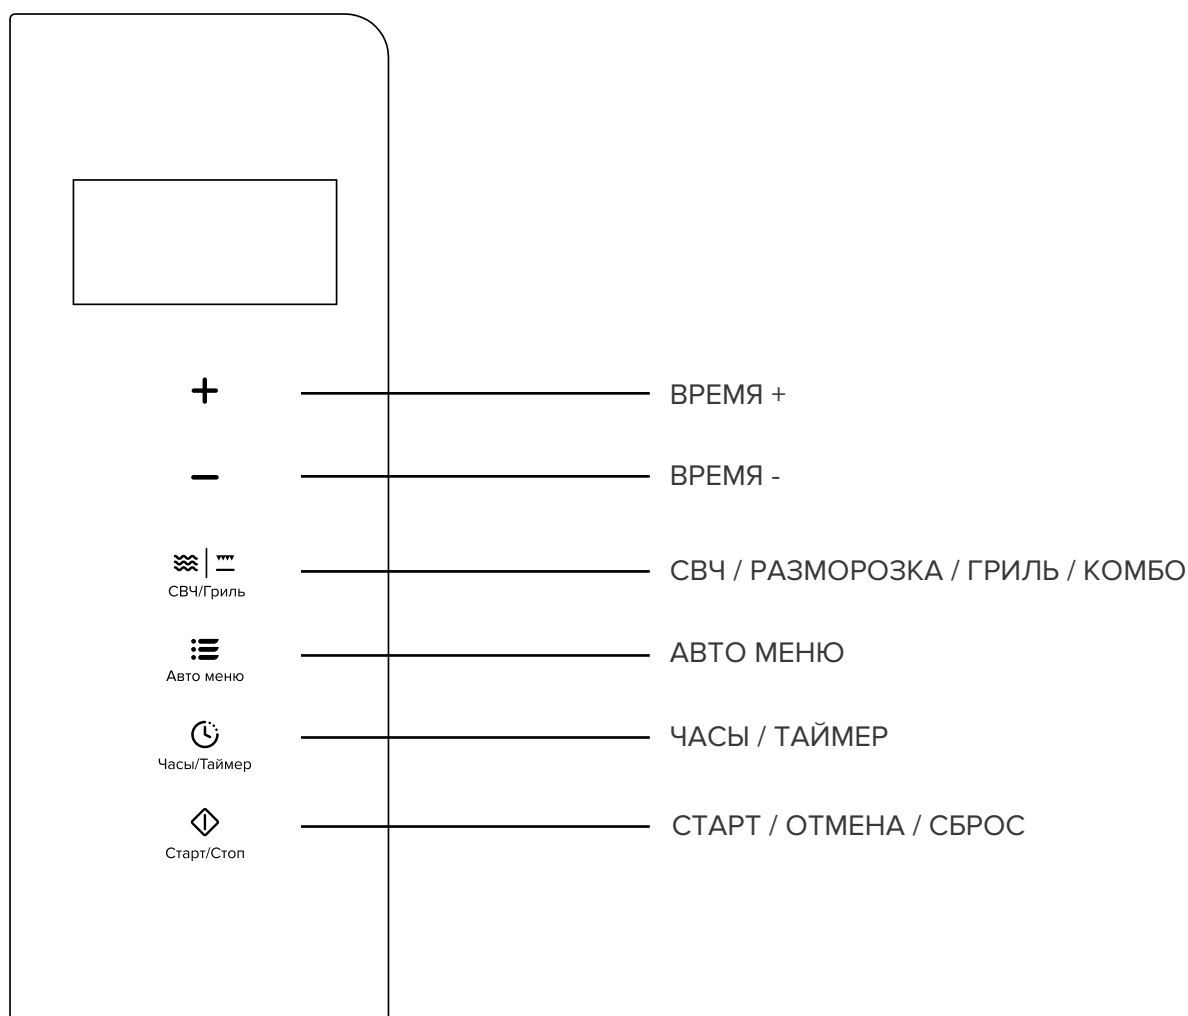 ВРЕМЯ +
ВРЕМЯ -
СВЧ/Гриль
СВЧ / РАЗМОРОЗКА / ГРИЛЬ / КОМБО
Авто меню
АВТО МЕНЮ
Часы/Таймер
ЧАСЫ / ТАЙМЕР
Старт/Стоп
СТАРТ / ОТМЕНА / СБРОС